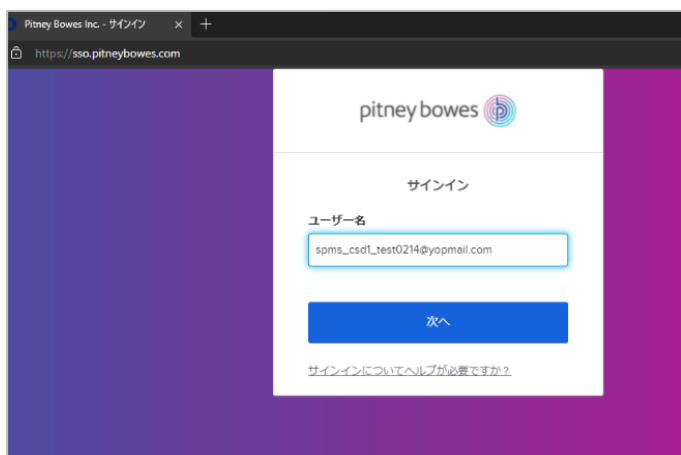 Pitney Bowes Inc. - サインイン
https://sso.pitneybowes.com
pitney bowes
サインイン
ユーザー名
spms_csd1_test0214@yopmail.com
次へ
サインインについてヘルプが必要ですか？